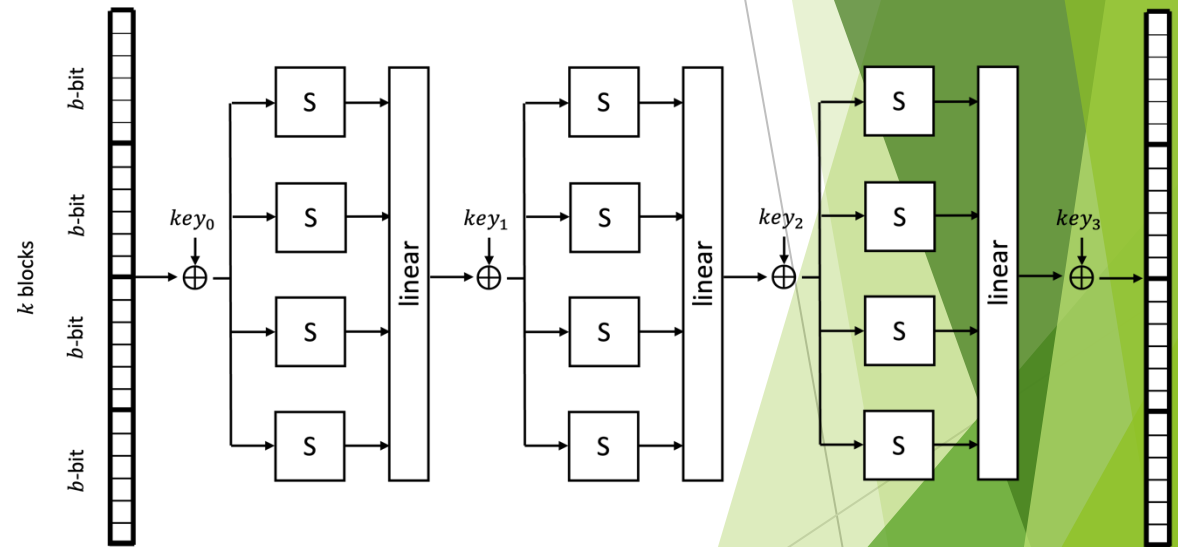 b-bit
b-bit
b-bit
b-bit
k blocks
key₀
S
S
S
S
linear
key₁
S
S
S
S
linear
key₂
S
S
S
S
linear
key₃